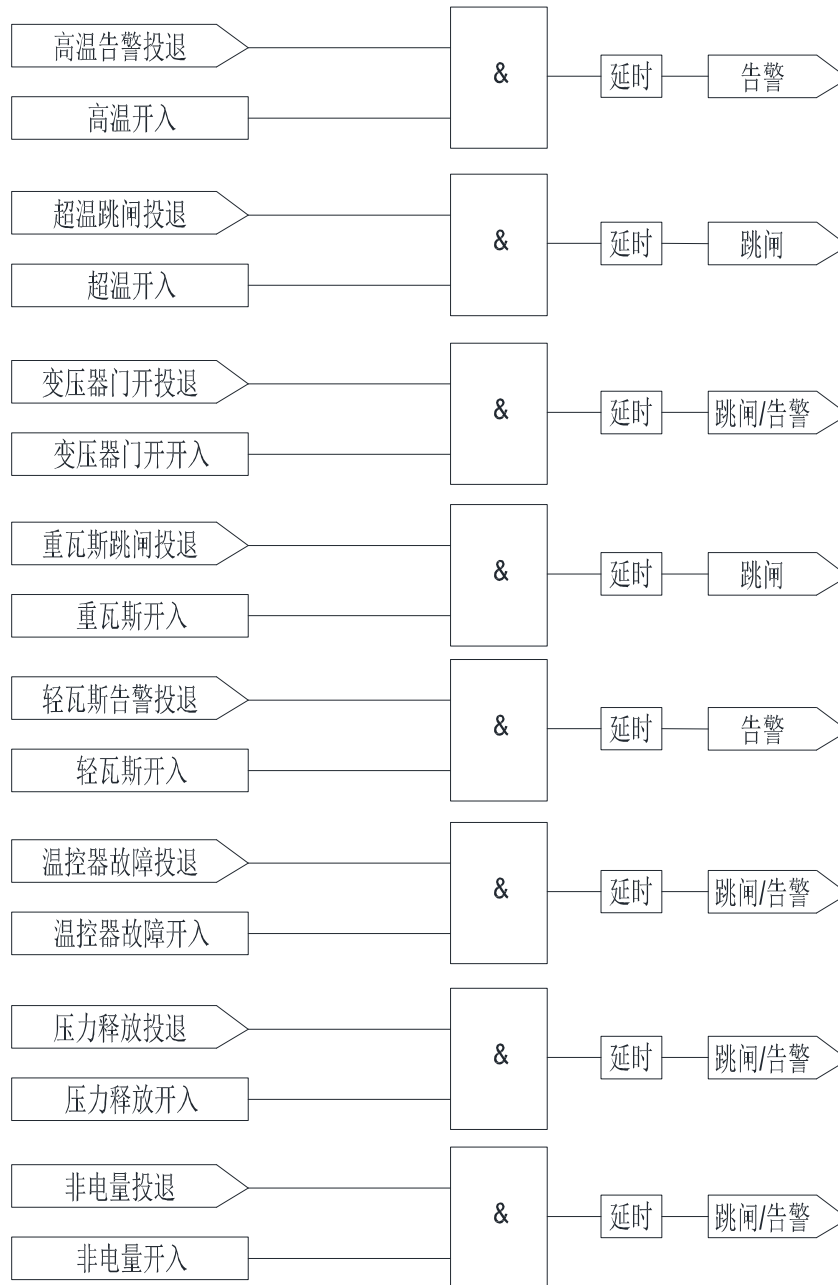 高温告警投退
高温开入
&
延时
告警
超温跳闸投退
超温开入
&
延时
跳闸
变压器门开投退
变压器门开开入
&
延时
跳闸/告警
重瓦斯跳闸投退
重瓦斯开入
&
延时
跳闸
轻瓦斯告警投退
轻瓦斯开入
&
延时
告警
温控器故障投退
温控器故障开入
&
延时
跳闸/告警
压力释放投退
压力释放开入
&
延时
跳闸/告警
非电量投退
非电量开入
&
延时
跳闸/告警